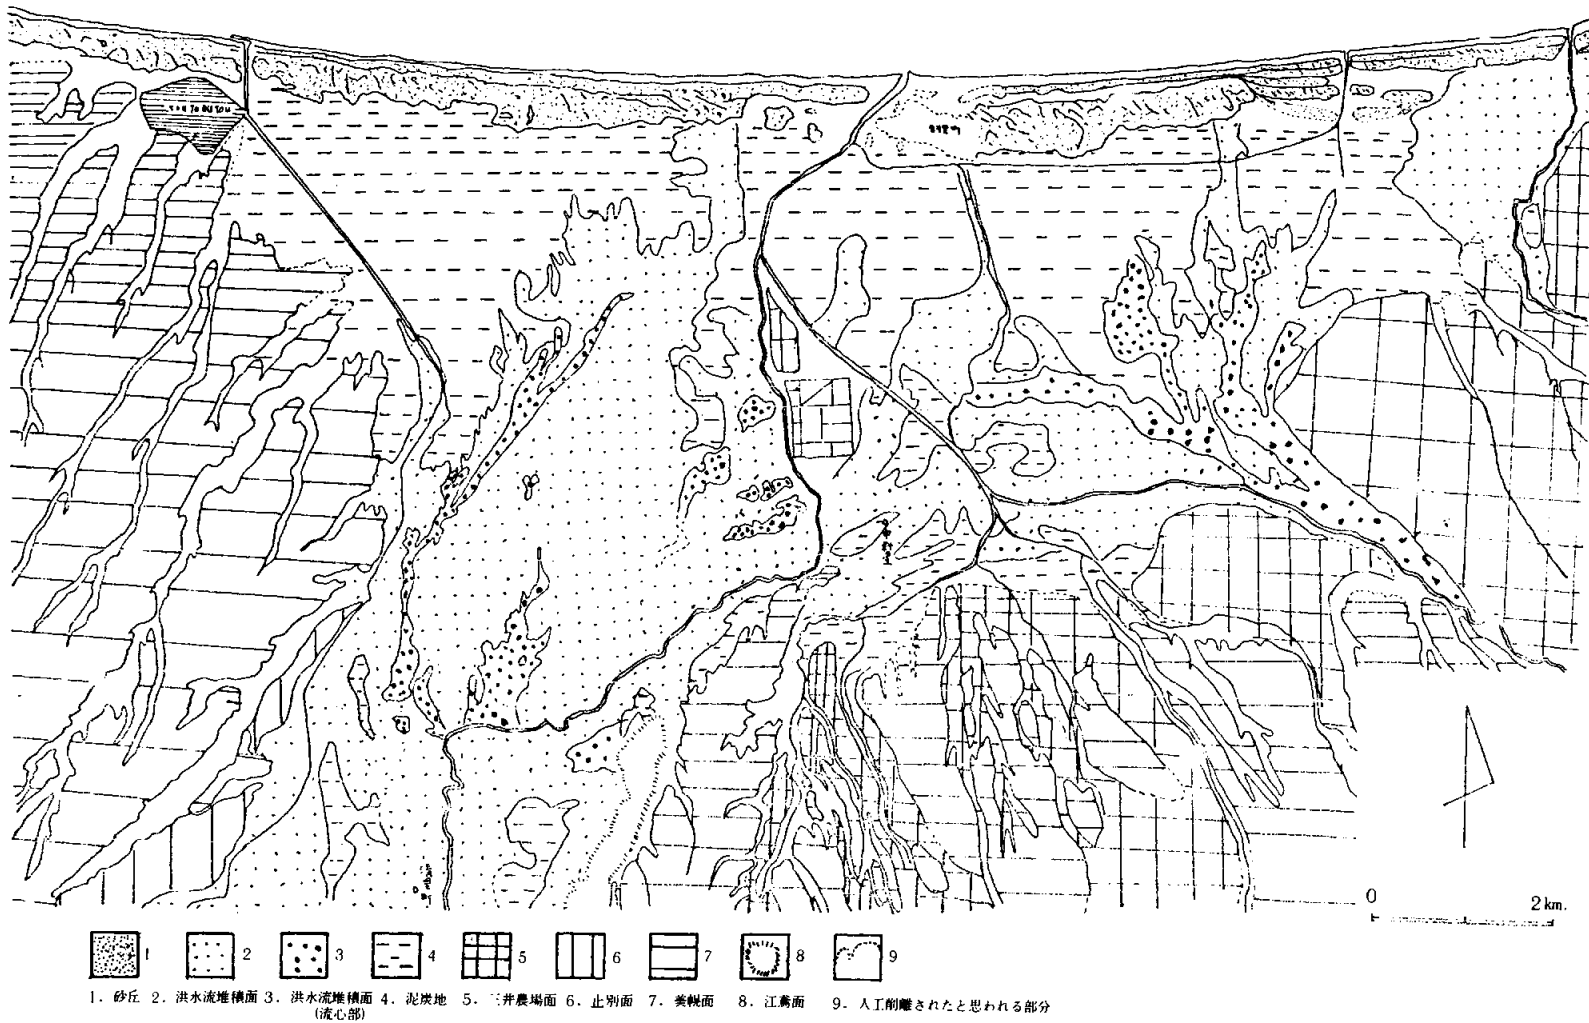 0 2km.
1 2 3 4 5 6 7 8 9
1. 砂丘 2. 洪水流堆積面 3. 洪水流堆積面 4. 泥炭地 5. 三井農場面 6. 止別面 7. 美幌面 8. 江鳶面 9. 人工削離されたと思われる部分
(流心部)